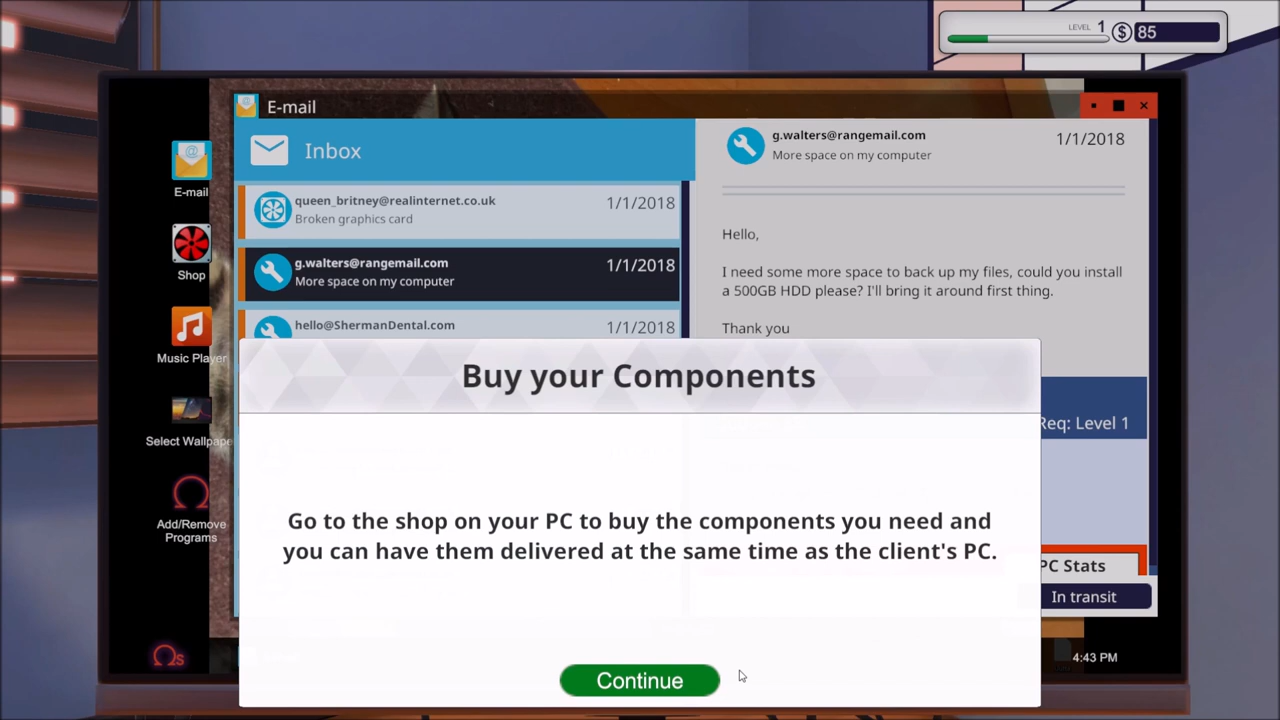 LEVEL 1 $ 85
E-mail
Inbox
g.walters@rangemail.com 1/1/2018
More space on my computer
E-mail
queen_britney@realinternet.co.uk 1/1/2018
Broken graphics card
Hello,
Shop
g.walters@rangemail.com 1/1/2018
More space on my computer
I need some more space to back up my files, could you install
a 500GB HDD please? I'll bring it around first thing.
hello@ShermanDental.com 1/1/2018
Thank you
Music Player
Buy your Components
Req: Level 1
Select Wallpape
Go to the shop on your PC to buy the components you need and
you can have them delivered at the same time as the client's PC.
Add/Remove
Programs
PC Stats
In transit
Ωs
4:43 PM
Continue